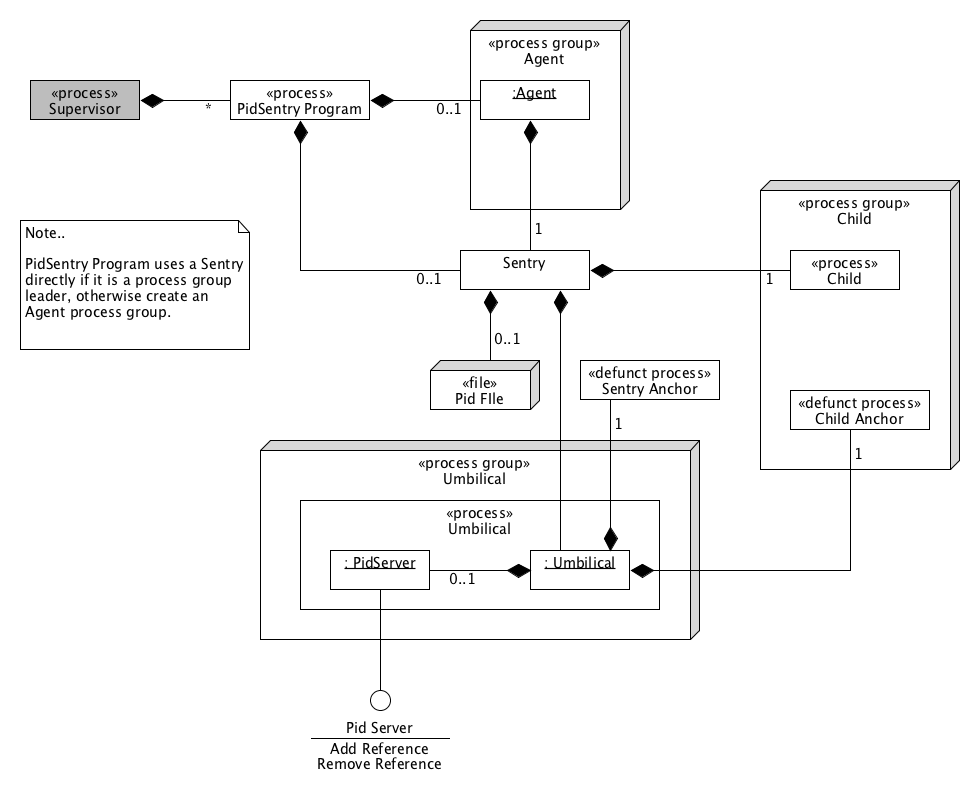 «process group»
Agent
:Agent
«process»
Supervisor
*
«process»
PidSentry Program
0..1
1
Note..
PidSentry Program uses a Sentry
directly if it is a process group
leader, otherwise create an
Agent process group.
0..1
Sentry
«process group»
Child
«process»
Child
1
0..1
«file»
Pid FIle
«defunct process»
Sentry Anchor
1
«defunct process»
Child Anchor
1
«process group»
Umbilical
«process»
Umbilical
: PidServer
0..1
: Umbilical
Pid Server
Add Reference
Remove Reference